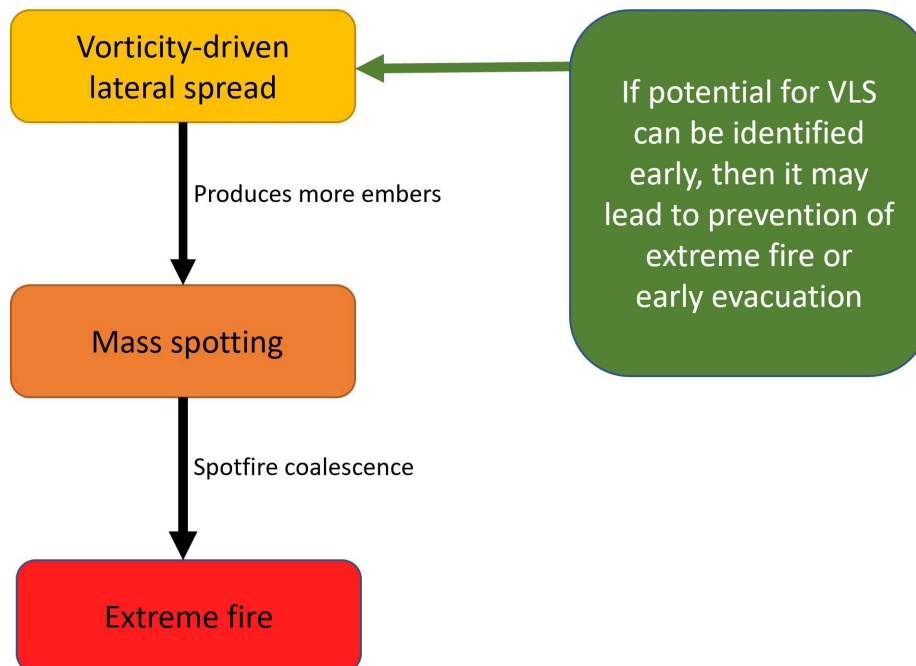 Vorticity-driven
lateral spread
If potential for VLS
can be identified
early, then it may
lead to prevention of
extreme fire or
early evacuation
Produces more embers
Mass spotting
Spotfire coalescence
Extreme fire